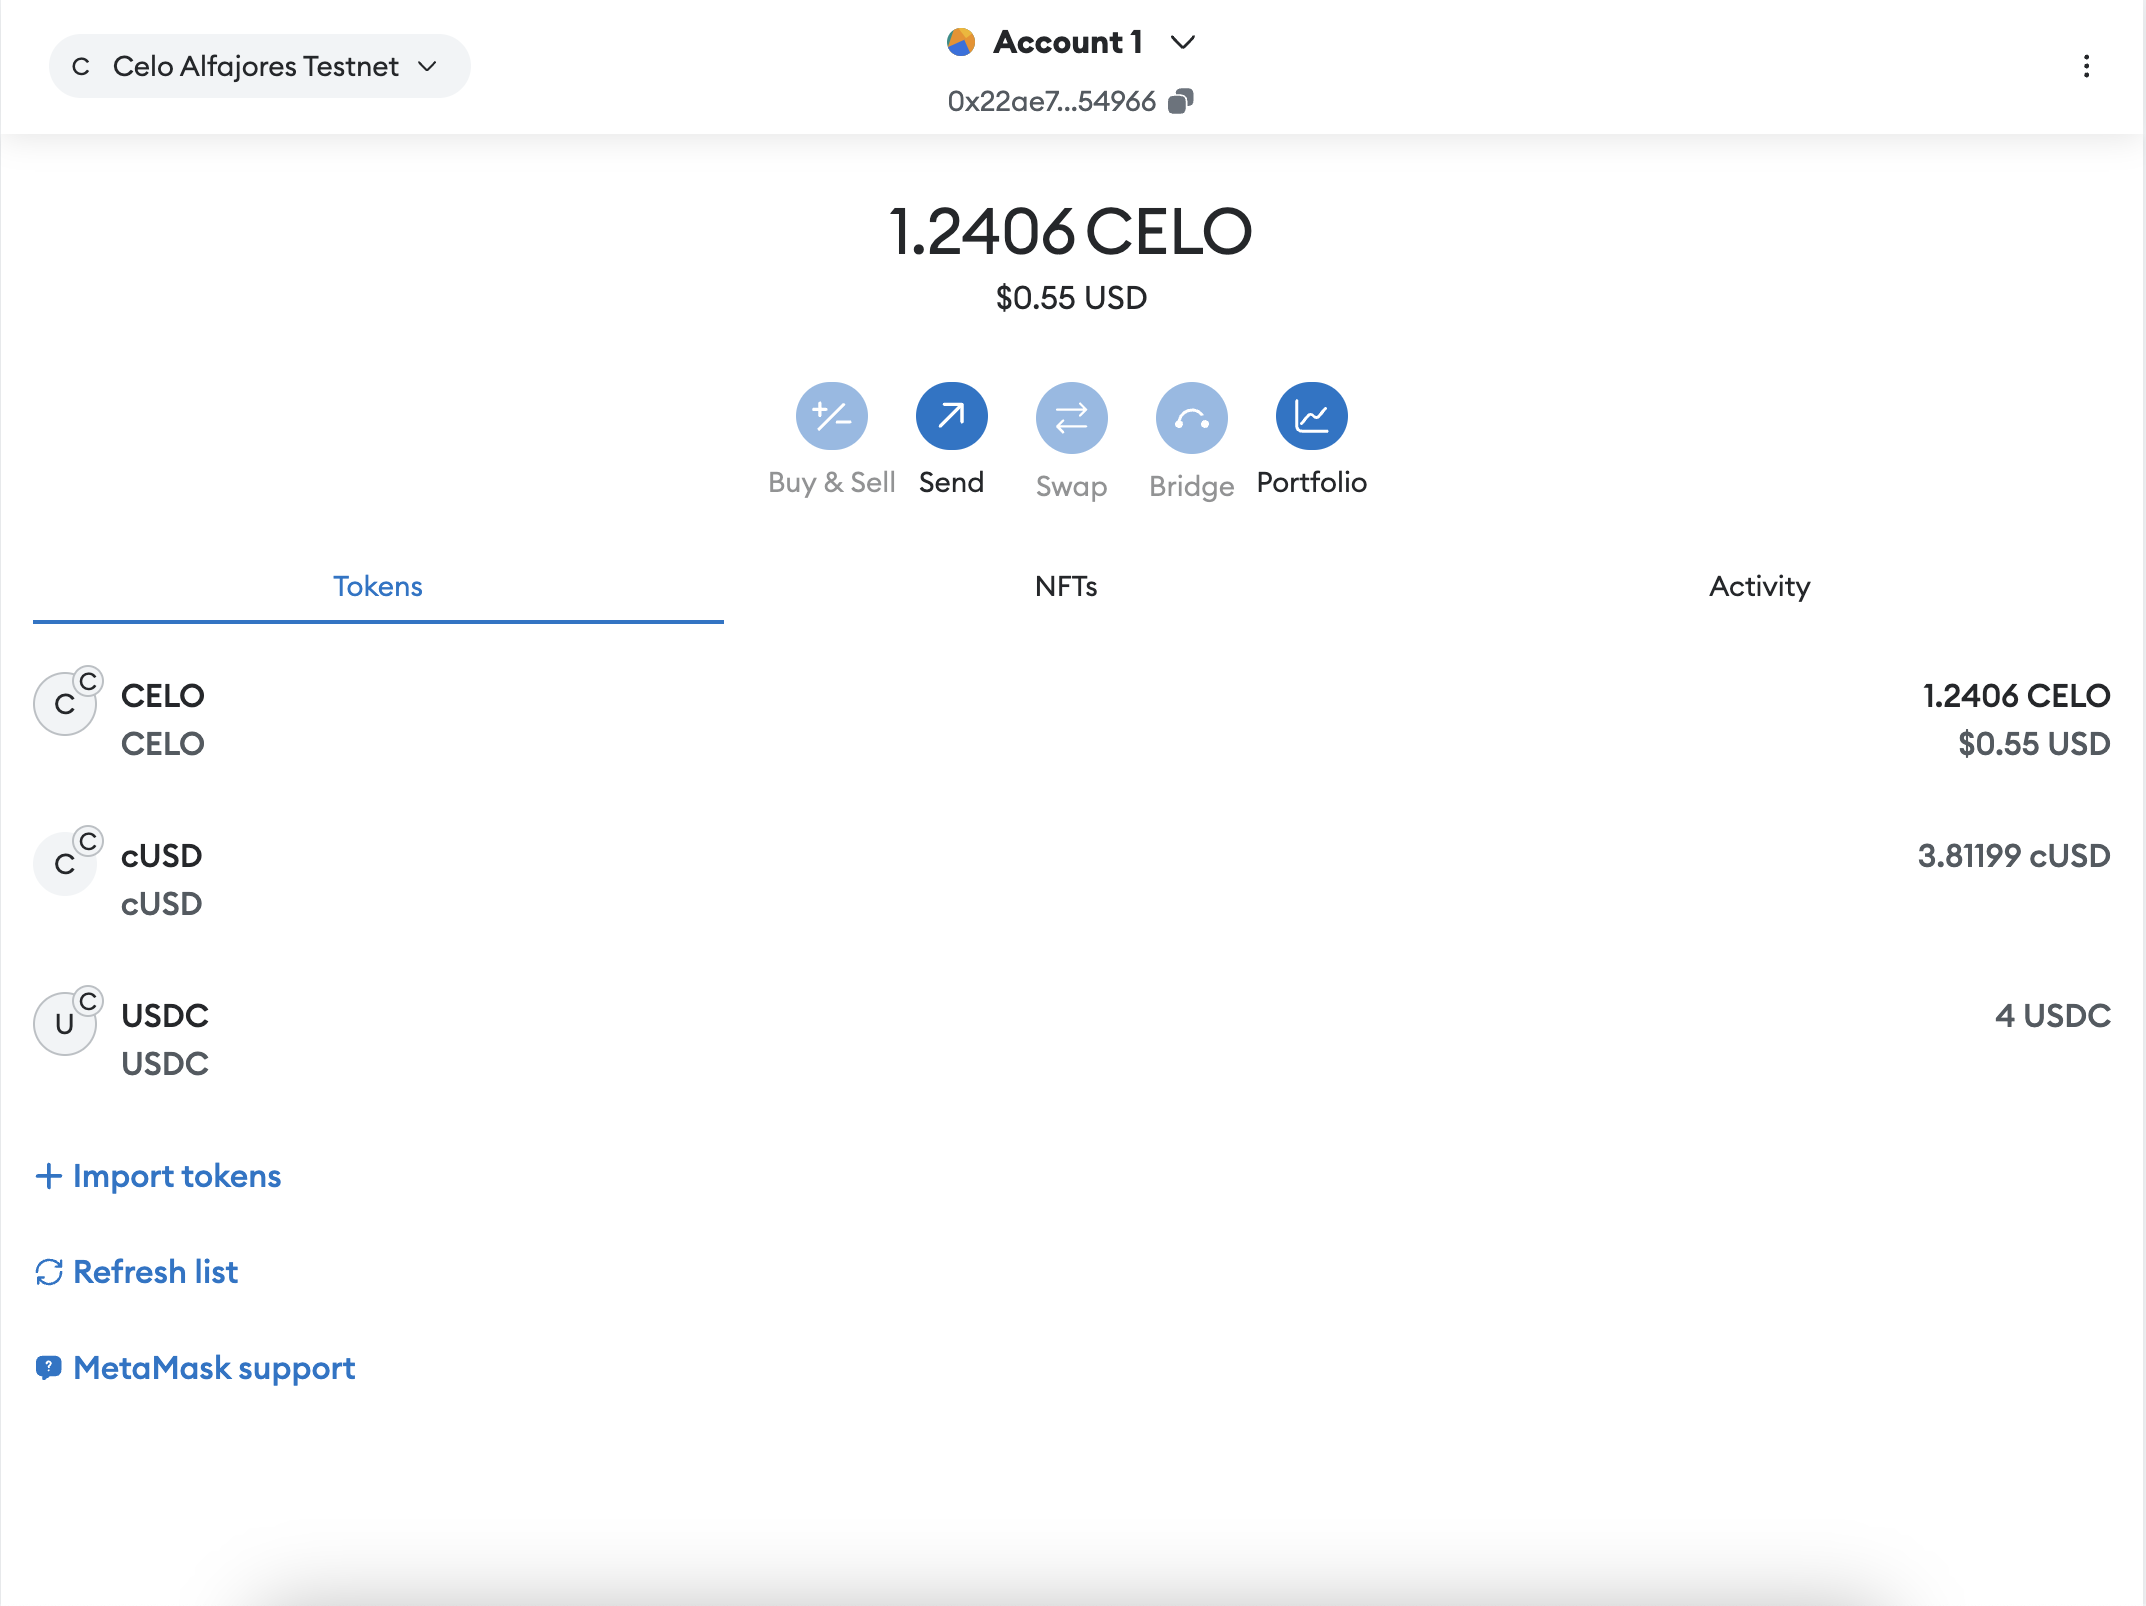 C Celo Alfajores Testnet
Account 1
0x22ae7...54966
1.2406 CELO
$0.55 USD
Buy & Sell
Send
Swap
Bridge
Portfolio
Tokens
NFTs
Activity
C C CELO 1.2406 CELO
CELO $0.55 USD
C C cUSD 3.81199 cUSD
cUSD
U C USDC 4 USDC
USDC
Import tokens
Refresh list
MetaMask support